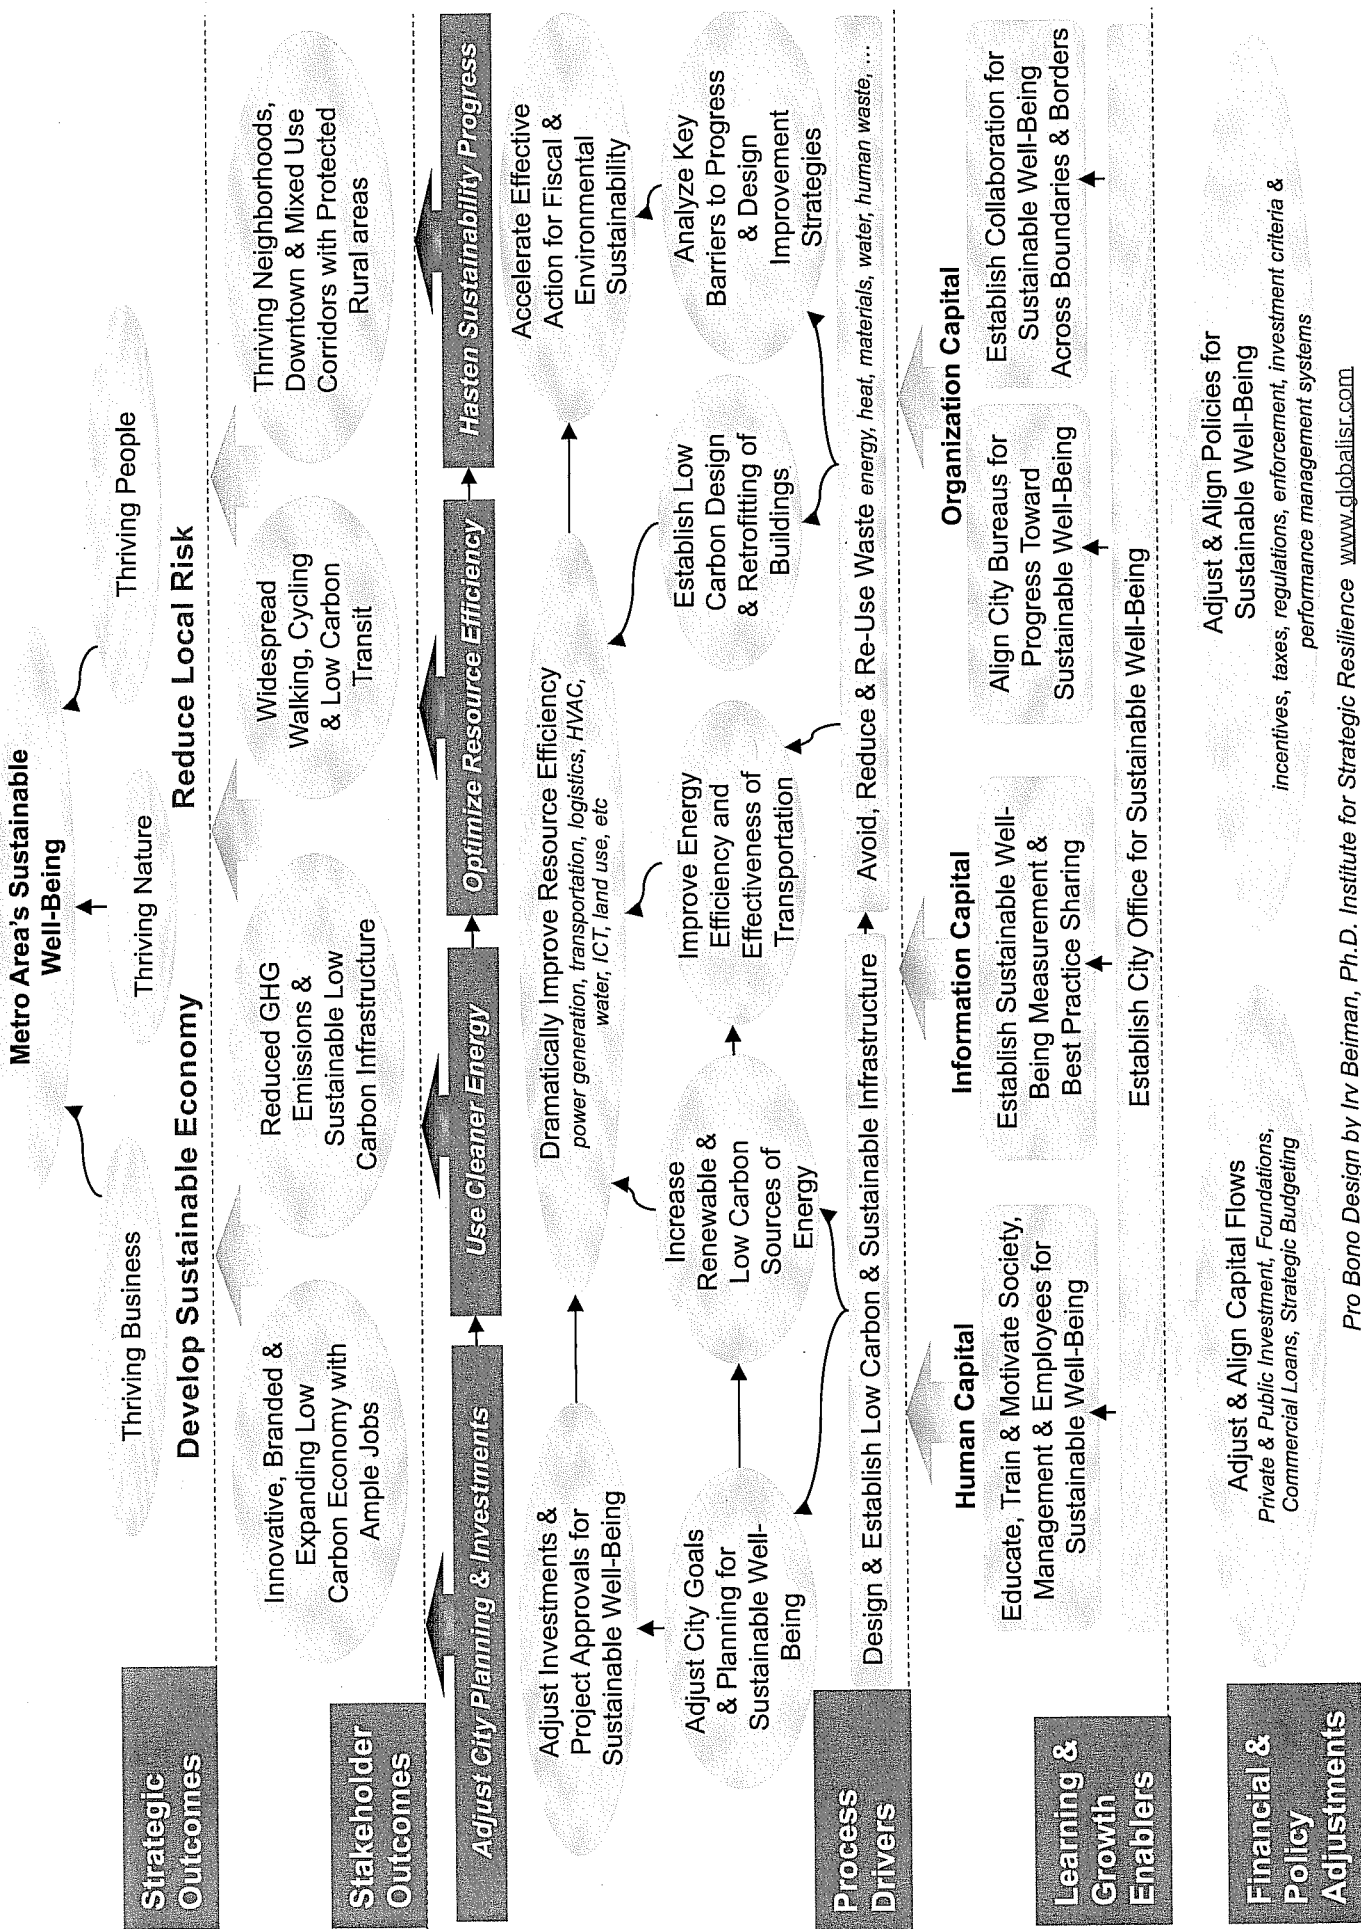 Strategic
Outcomes
Metro Area's Sustainable
Well-Being
Thriving Business
Thriving Nature
Thriving People
Develop Sustainable Economy
Reduce Local Risk
Stakeholder
Outcomes
Innovative, Branded &
Expanding Low
Carbon Economy with
Ample Jobs
Reduced GHG
Emissions &
Sustainable Low
Carbon Infrastructure
Widespread
Walking, Cycling
& Low Carbon
Transit
Thriving Neighborhoods,
Downtown & Mixed Use
Corridors with Protected
Rural areas
Adjust City Planning & Investments
Use Cleaner Energy
Optimize Resource Efficiency
Hasten Sustainability Progress
Adjust Investments &
Project Approvals for
Sustainable Well-Being
Dramatically Improve Resource Efficiency
power generation, transportation, logistics, HVAC,
water, ICT, land use, etc
Accelerate Effective
Action for Fiscal &
Environmental
Sustainability
Adjust City Goals
& Planning for
Sustainable Well-
Being
Increase
Renewable &
Low Carbon
Sources of
Energy
Improve Energy
Efficiency and
Effectiveness of
Transportation
Establish Low
Carbon Design
& Retrofitting of
Buildings
Analyze Key
Barriers to Progress
& Design
Improvement
Strategies
Process
Drivers
Design & Establish Low Carbon & Sustainable Infrastructure
Avoid, Reduce & Re-Use Waste energy, heat, materials, water, human waste, ...
Learning &
Growth
Enablers
Human Capital
Educate, Train & Motivate Society,
Management & Employees for
Sustainable Well-Being
Information Capital
Establish Sustainable Well-
Being Measurement &
Best Practice Sharing
Organization Capital
Align City Bureaus for
Progress Toward
Sustainable Well-Being
Establish Collaboration for
Sustainable Well-Being
Across Boundaries & Borders
Establish City Office for Sustainable Well-Being
Financial &
Policy
Adjustments
Adjust & Align Capital Flows
Private & Public Investment, Foundations,
Commercial Loans, Strategic Budgeting
Adjust & Align Policies for
Sustainable Well-Being
incentives, taxes, regulations, enforcement, investment criteria &
performance management systems
Pro Bono Design by Irv Beiman, Ph.D. Institute for Strategic Resilience www.globalisr.com